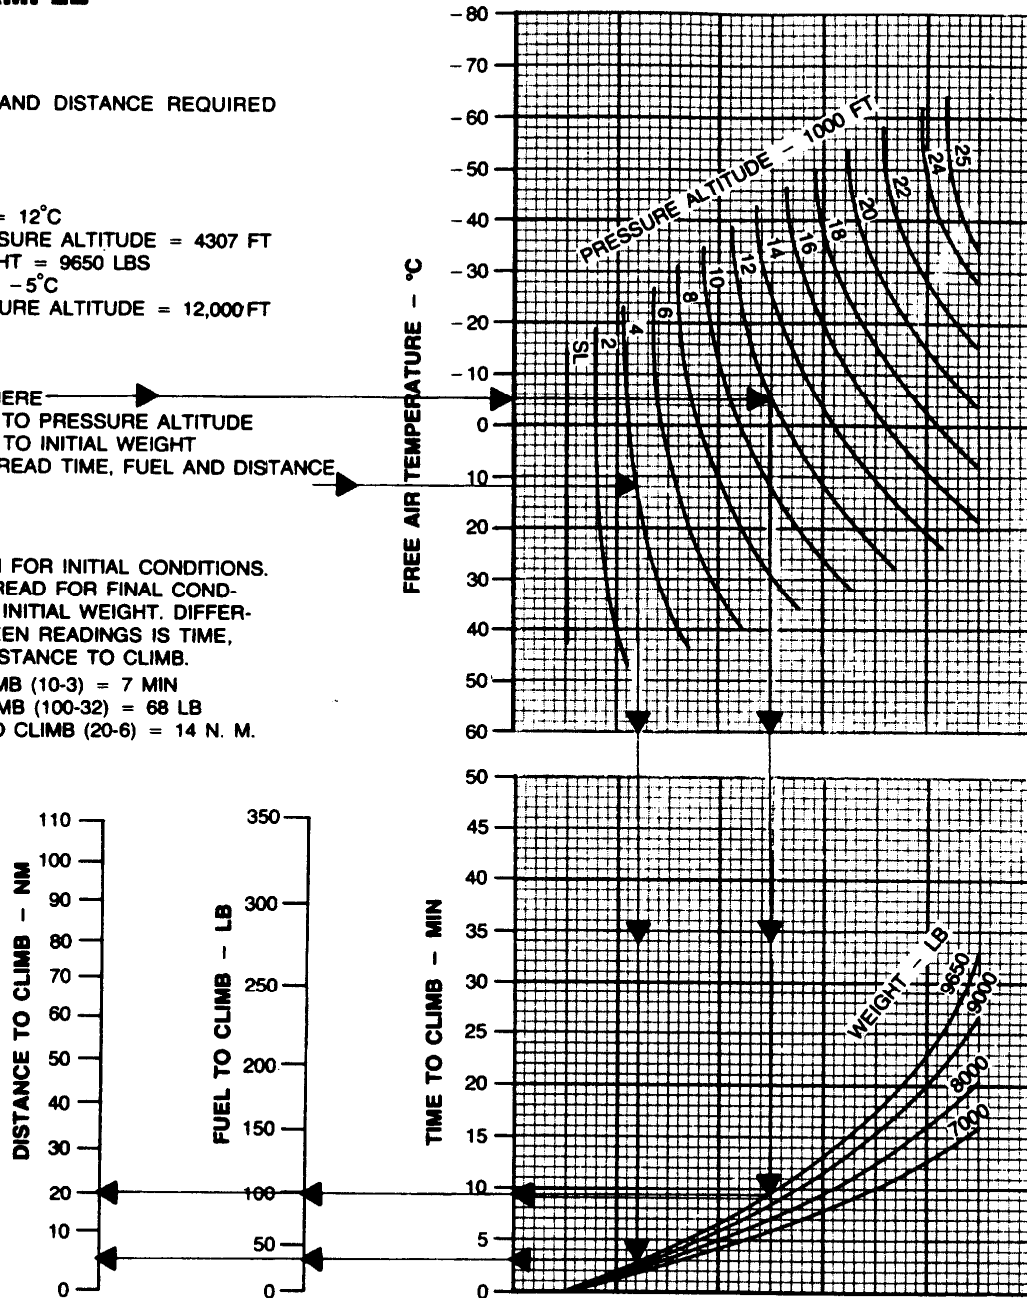 AND DISTANCE REQUIRED
= 12°C
SURE ALTITUDE = 4307 FT
HT = 9650 LBS
-5°C
URE ALTITUDE = 12,000 FT
ERE
TO PRESSURE ALTITUDE
TO INITIAL WEIGHT
READ TIME, FUEL AND DISTANCE
FOR INITIAL CONDITIONS.
READ FOR FINAL COND-
INITIAL WEIGHT. DIFFER-
EEN READINGS IS TIME,
STANCE TO CLIMB.
MB (10-3) = 7 MIN
MB (100-32) = 68 LB
O CLIMB (20-6) = 14 N. M.
FREE AIR TEMPERATURE - °C
-80
-70
-60
-50
-40
-30
-20
-10
0
10
20
30
40
50
60
PRESSURE ALTITUDE - 1000 FT
SL
2
4
6
8
10
12
14
16
18
20
22
24
25
DISTANCE TO CLIMB - NM
110
100
90
80
70
60
50
40
30
20
10
0
FUEL TO CLIMB - LB
350
300
250
200
150
100
50
0
TIME TO CLIMB - MIN
50
45
40
35
30
25
20
15
10
5
0
WEIGHT - LB
9650
9000
8000
7000